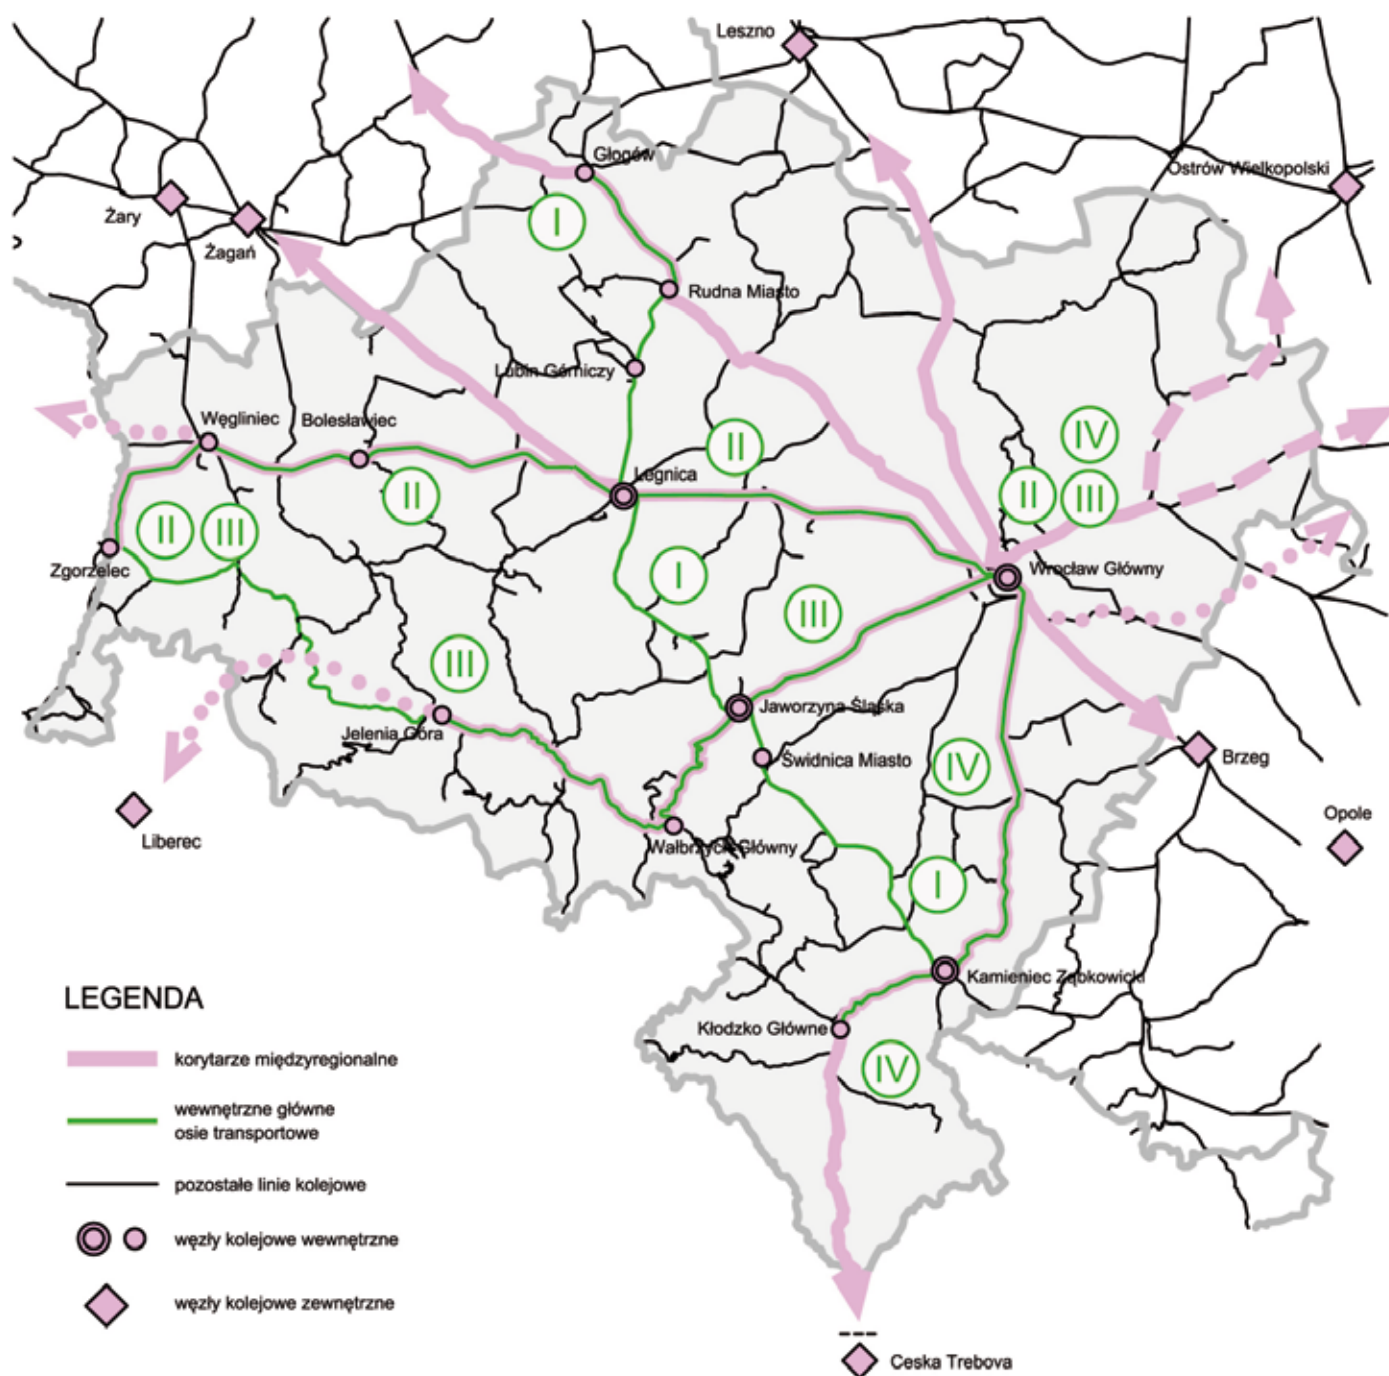 Leszno
Głogów
Ostrów Wielkopolski
Żary
Żagań
I
Rudna Miasto
Lubin Górniczy
Węgliniec
Bolesławiec
IV
II
Legnica
II
II
III
II
III
Zgorzelec
Wrocław Główny
I
III
III
Jaworzyna Śląska
Jelenia Góra
Świdnica Miasto
IV
Brzeg
Opole
Liberec
Wałbrzych Główny
I
Kamieniec Ząbkowicki
LEGENDA
Kłodzko Główne
korytarze międzyregionalne
IV
wewnętrzne główne
osie transportowe
pozostałe linie kolejowe
węzły kolejowe wewnętrzne
węzły kolejowe zewnętrzne
Ceska Trebova